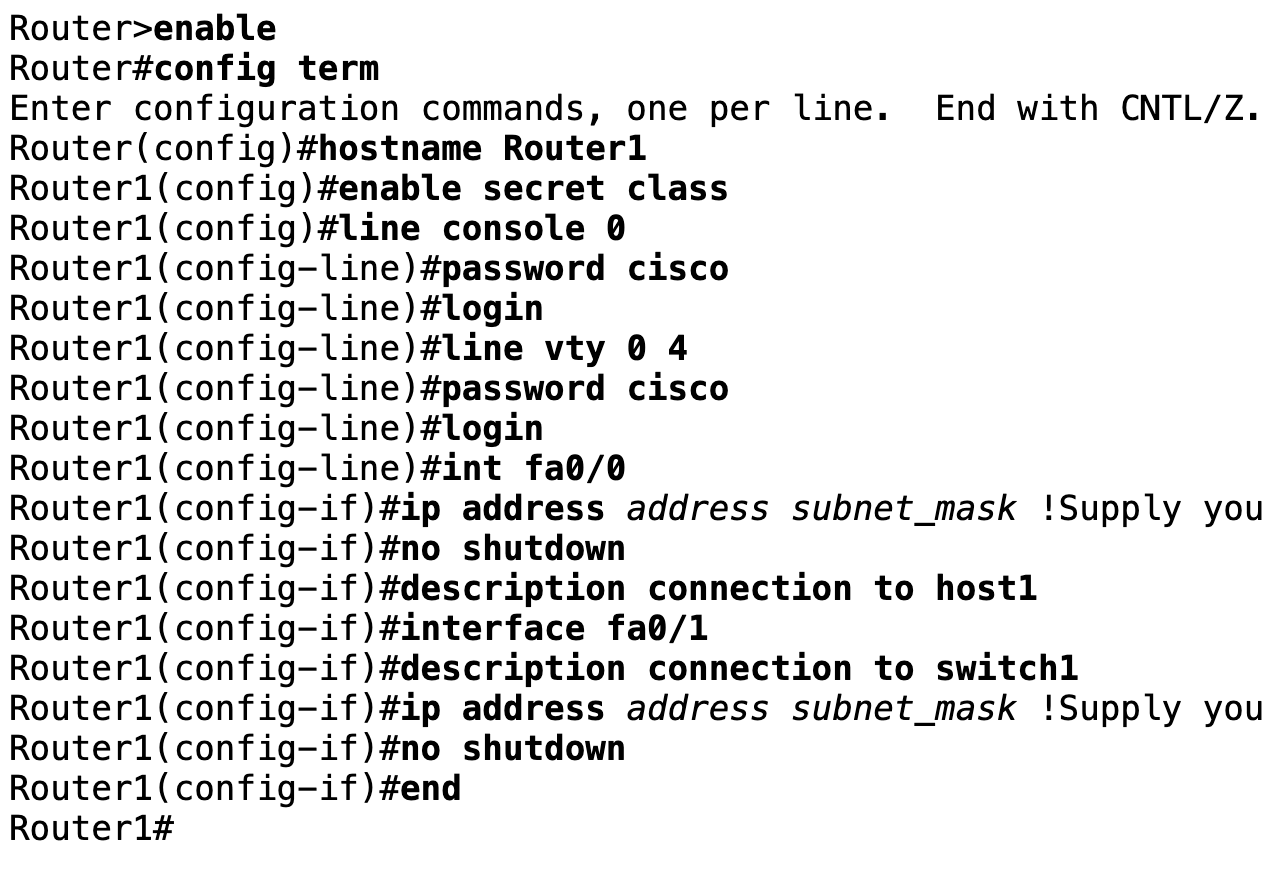 Router>enable
Router#config term
Enter configuration commands, one per line.  End with CNTL/Z.
Router(config)#hostname Router1
Router1(config)#enable secret class
Router1(config)#line console 0
Router1(config-line)#password cisco
Router1(config-line)#login
Router1(config-line)#line vty 0 4
Router1(config-line)#password cisco
Router1(config-line)#login
Router1(config-line)#int fa0/0
Router1(config-if)#ip address address subnet_mask !Supply you
Router1(config-if)#no shutdown
Router1(config-if)#description connection to host1
Router1(config-if)#interface fa0/1
Router1(config-if)#description connection to switch1
Router1(config-if)#ip address address subnet_mask !Supply you
Router1(config-if)#no shutdown
Router1(config-if)#end
Router1#